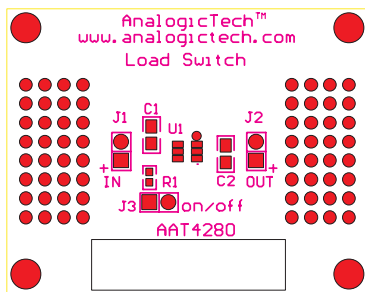 AnalogicTech™
www.analogictech.com
Load Switch
J1
C1
U1
J2
+
IN
R1
C2
+
OUT
J3
on/off
AAT4280